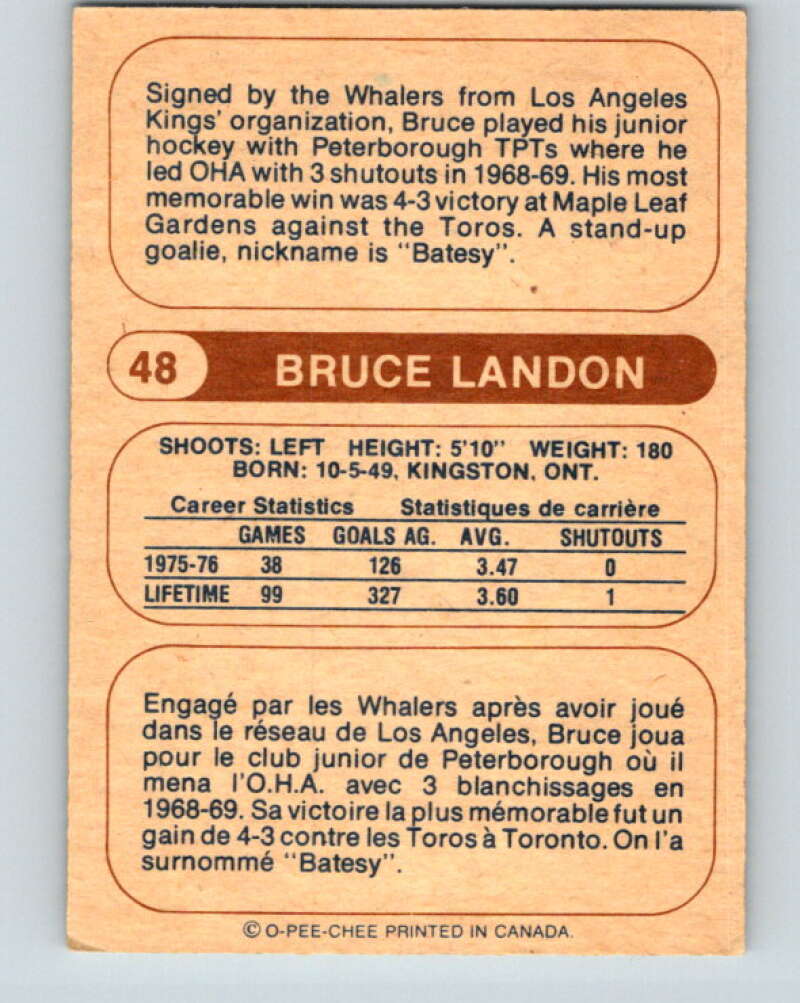 Signed by the Whalers from Los Angeles
Kings' organization, Bruce played his junior
hockey with Peterborough TPTs where he
led OHA with 3 shutouts in 1968-69. His most
memorable win was 4-3 victory at Maple Leaf
Gardens against the Toros. A stand-up
goalie, nickname is "Batesy".
48 BRUCE LANDON
SHOOTS: LEFT HEIGHT: 5'10" WEIGHT: 180
BORN: 10-5-49, KINGSTON, ONT.
Career Statistics Statistiques de carrière
GAMES GOALS AG. AVG. SHUTOUTS
1975-76 38 126 3.47 0
LIFETIME 99 327 3.60 1
Engagé par les Whalers après avoir joué
dans le réseau de Los Angeles, Bruce joua
pour le club junior de Peterborough où il
mena l'O.H.A. avec 3 blanchissages en
1968-69. Sa victoire la plus mémorable fut un
gain de 4-3 contre les Toros à Toronto. On l'a
surnommé "Batesy".
© O-PEE-CHEE PRINTED IN CANADA.